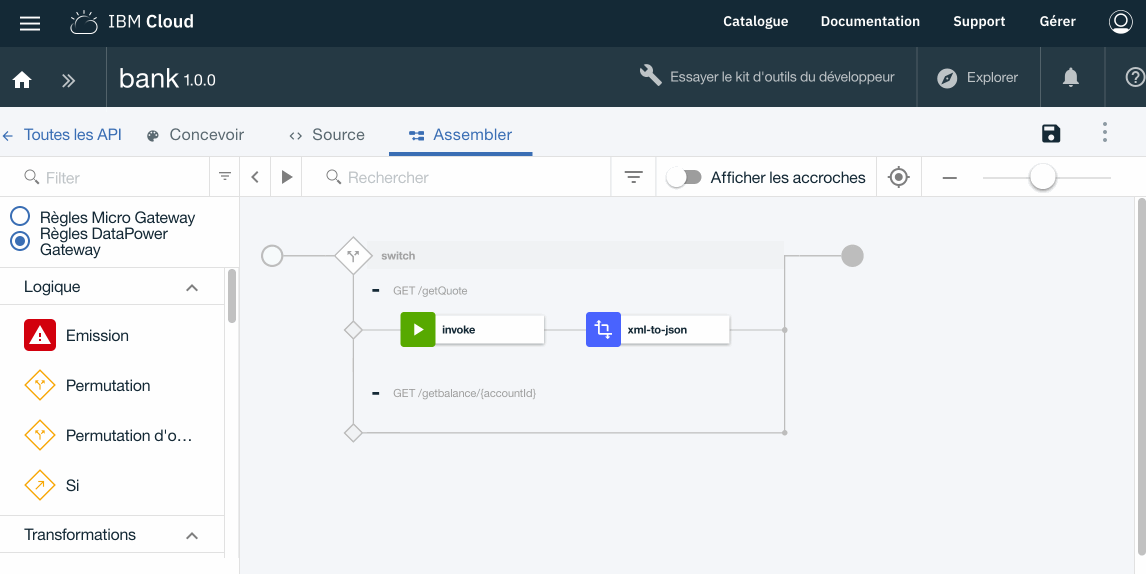 IBM Cloud
Catalogue
Documentation
Support
Gérer
bank 1.0.0
Essayer le kit d'outils du développeur
Explorer
Toutes les API
Concevoir
Source
Assembler
Filter
Rechercher
Afficher les accroches
Règles Micro Gateway
Règles DataPower
Gateway
Logique
Emission
Permutation
Permutation d'o…
Si
Transformations
switch
GET /getQuote
invoke
xml-to-json
GET /getbalance/{accountId}